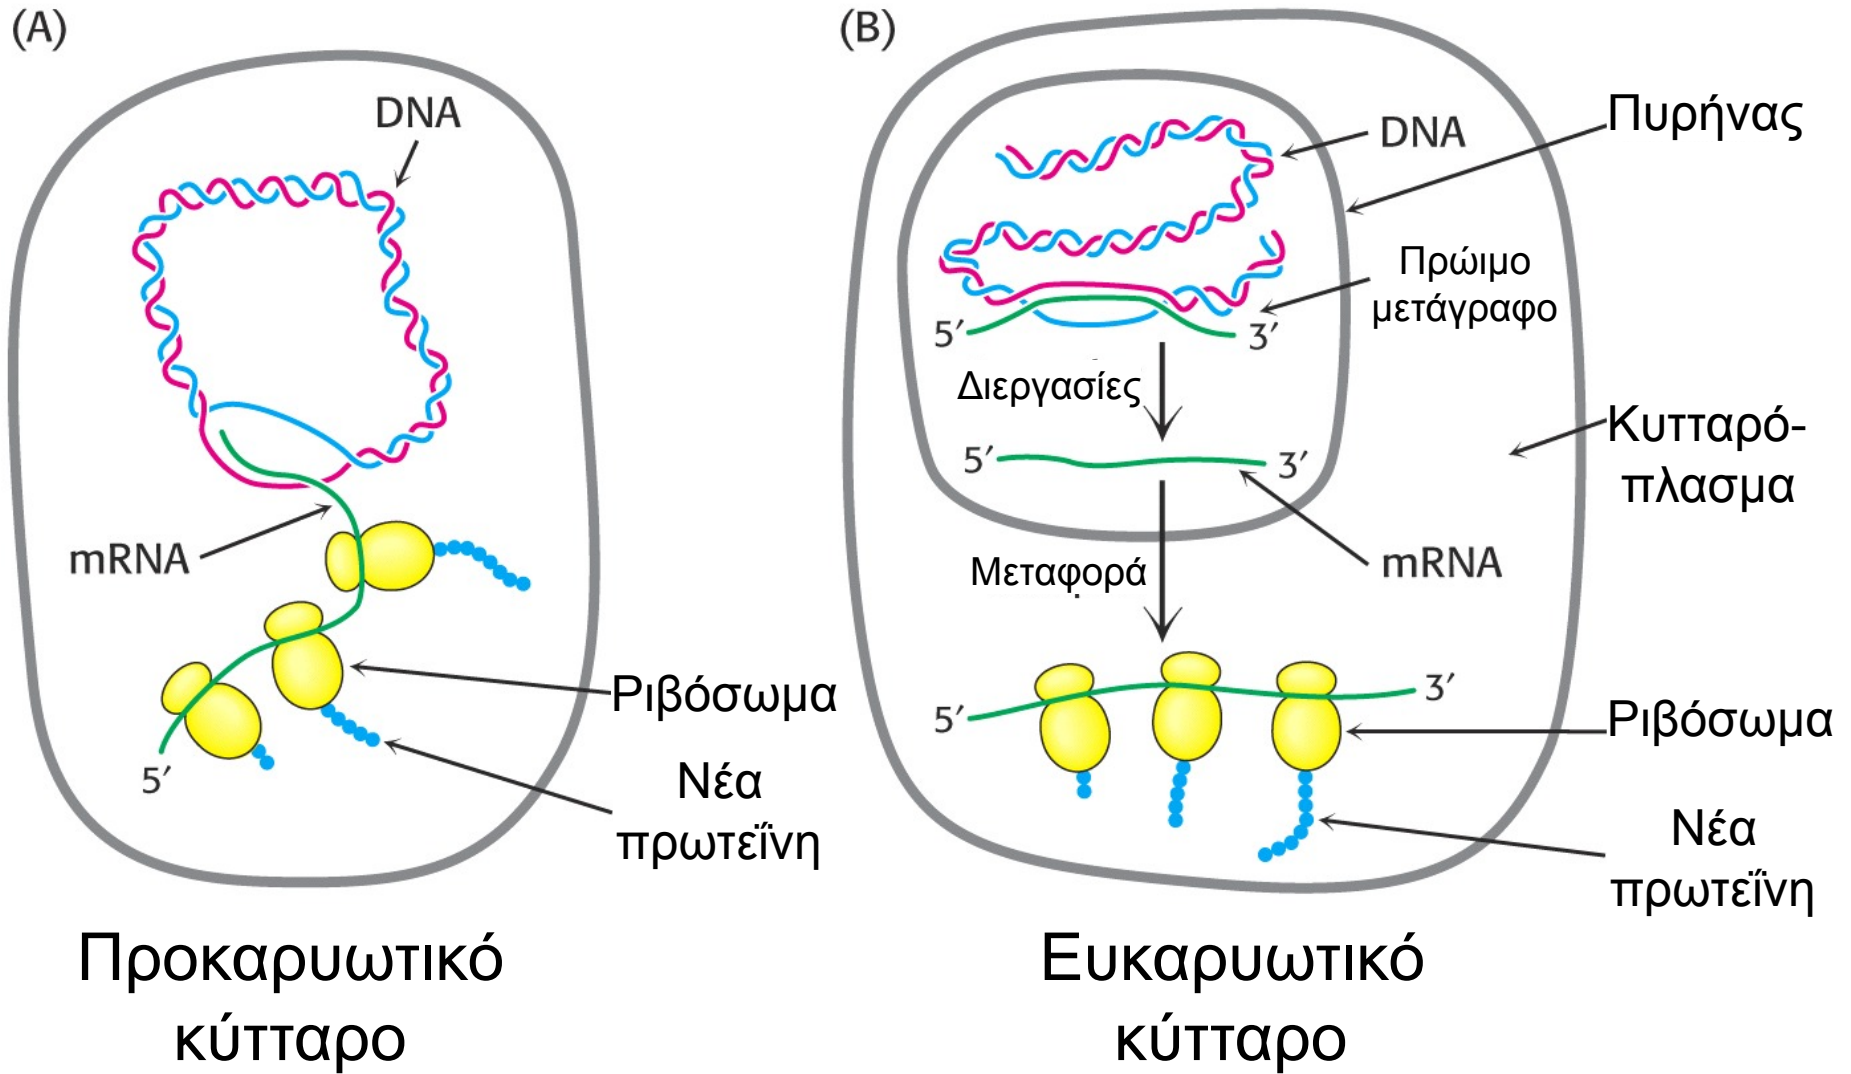 (A)
DNA
mRNA
5′
Ριβόσωμα
Νέα
πρωτεΐνη
Προκαρυωτικό
κύτταρο
(B)
DNA
Πυρήνας
Πρώιμο
μετάγραφο
5′ 3′
Διεργασίες
5′ 3′
Κυτταρό-
πλασμα
mRNA
Μεταφορά
5′ 3′
Ριβόσωμα
Νέα
πρωτεΐνη
Ευκαρυωτικό
κύτταρο